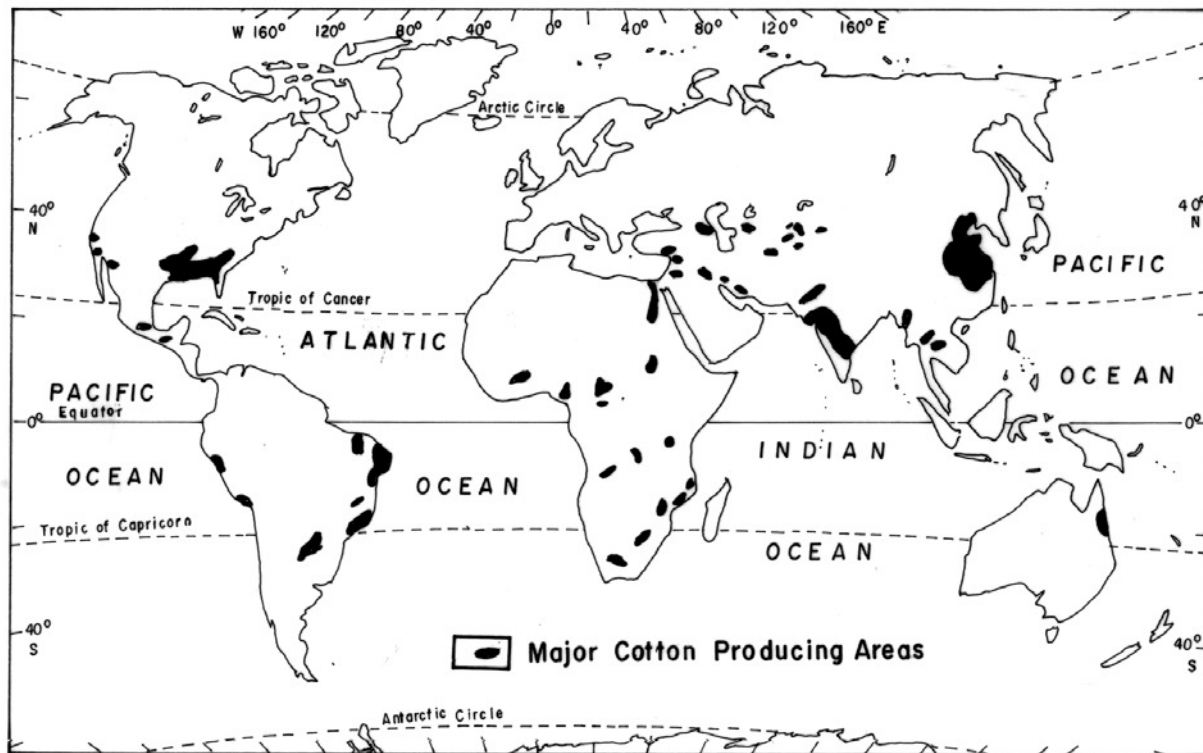 W 160° 120° 80° 40° 0° 40° 80° 120° 160° E
Arctic Circle
40°
N
40°
N
PACIFIC
Tropic of Cancer
ATLANTIC
PACIFIC
OCEAN
Equator
0°
0°
INDIAN
OCEAN
OCEAN
Tropic of Capricorn
OCEAN
40°
S
Major Cotton Producing Areas
40°
S
Antarctic Circle